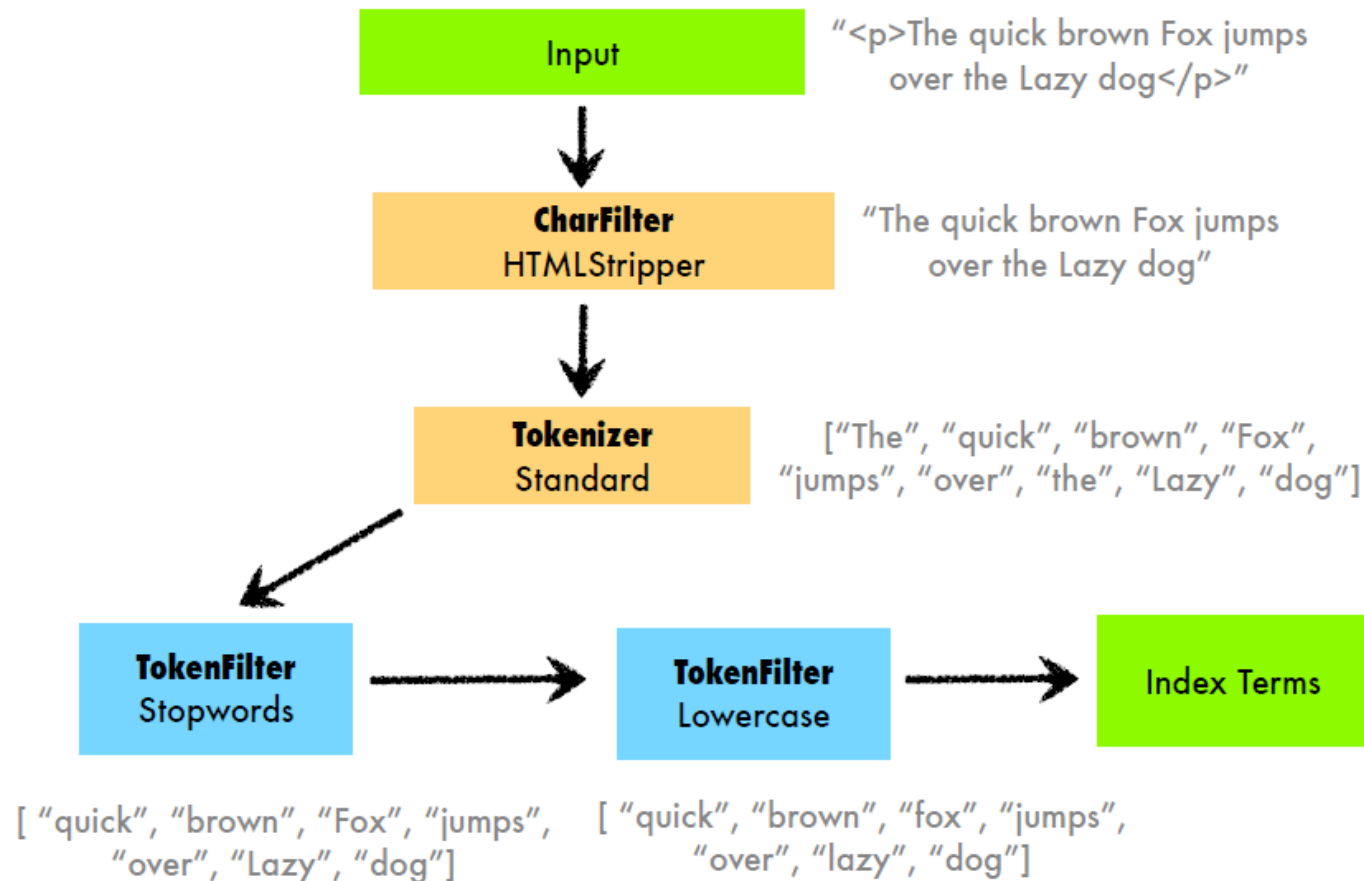 Input
“<p>The quick brown Fox jumps
over the Lazy dog</p>”
CharFilter
HTMLStripper
“The quick brown Fox jumps
over the Lazy dog”
Tokenizer
Standard
[“The”, “quick”, “brown”, “Fox”,
“jumps”, “over”, “the”, “Lazy”, “dog”]
TokenFilter
Stopwords
TokenFilter
Lowercase
Index Terms
[ “quick”, “brown”, “Fox”, “jumps”,
“over”, “Lazy”, “dog”]
[ “quick”, “brown”, “fox”, “jumps”,
“over”, “lazy”, “dog”]